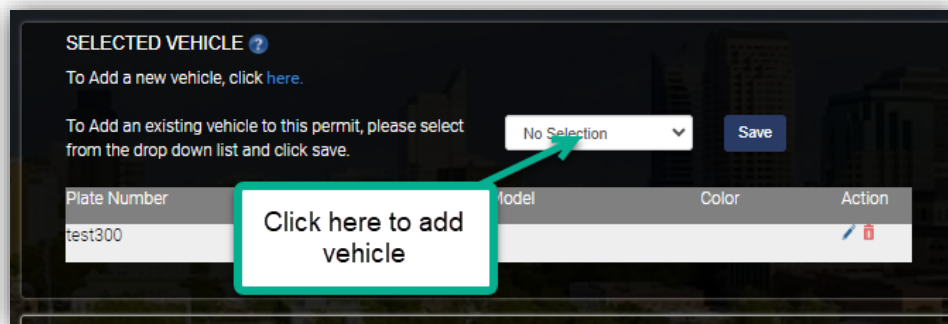 SELECTED VEHICLE ?
To Add a new vehicle, click here.
To Add an existing vehicle to this permit, please select
from the drop down list and click save.
No Selection
Save
Plate Number Model Color Action
test300
Click here to add
vehicle